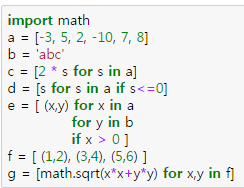 import math
a = [-3, 5, 2, -10, 7, 8]
b = 'abc'
c = [2 * s for s in a]
d = [s for s in a if s<=0]
e = [ (x,y) for x in a
for y in b
if x > 0 ]
f = [ (1,2), (3,4), (5,6) ]
g = [math.sqrt(x*x+y*y) for x,y in f]